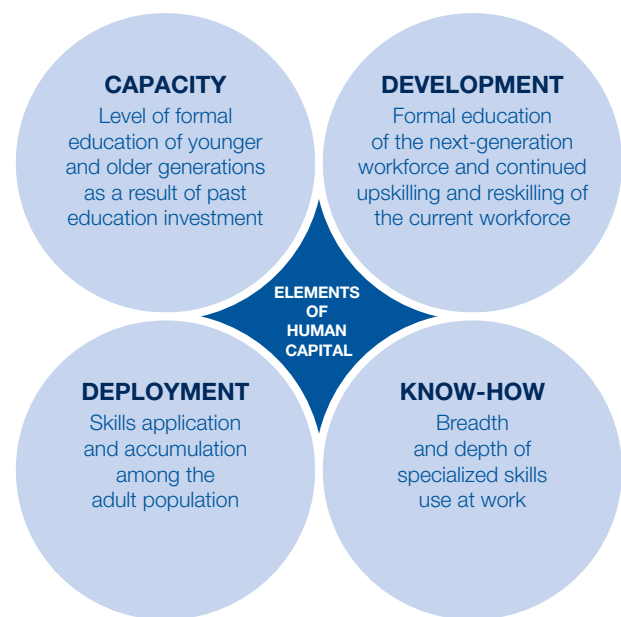 CAPACITY
Level of formal
education of younger
and older generations
as a result of past
education investment
DEVELOPMENT
Formal education
of the next-generation
workforce and continued
upskilling and reskilling of
the current workforce
ELEMENTS
OF
HUMAN
CAPITAL
DEPLOYMENT
Skills application
and accumulation
among the
adult population
KNOW-HOW
Breadth
and depth of
specialized skills
use at work